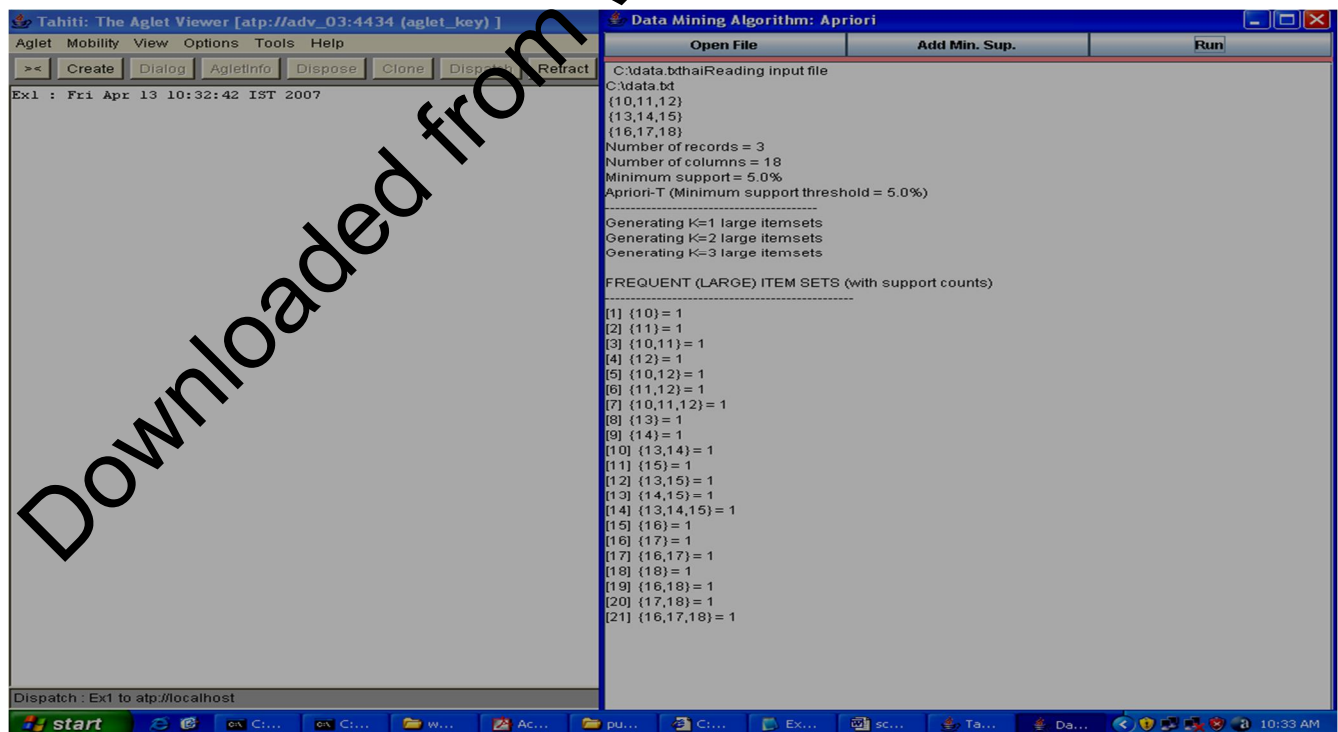 Tahiti: The Aglet Viewer [atp://adv_03:4434 (aglet_key) ]
Aglet Mobility View Options Tools Help
>< Create Dialog AgletInfo Dispose Clone Dispatch Retract
Ex1 : Fri Apr 13 10:32:42 IST 2007
Dispatch : Ex1 to atp://localhost
Data Mining Algorithm: Apriori
Open File Add Min. Sup. Run
C:\data.txthaiReading input file
C:\data.txt
{10,11,12}
{13,14,15}
{16,17,18}
Number of records = 3
Number of columns = 18
Minimum support = 5.0%
Apriori-T (Minimum support threshold = 5.0%)
----------------------------------------
Generating K=1 large itemsets
Generating K=2 large itemsets
Generating K=3 large itemsets
FREQUENT (LARGE) ITEM SETS (with support counts)
-----------------------------------------------
[1] {10} = 1
[2] {11} = 1
[3] {10,11} = 1
[4] {12} = 1
[5] {10,12} = 1
[6] {11,12} = 1
[7] {10,11,12} = 1
[8] {13} = 1
[9] {14} = 1
[10] {13,14} = 1
[11] {15} = 1
[12] {13,15} = 1
[13] {14,15} = 1
[14] {13,14,15} = 1
[15] {16} = 1
[16] {17} = 1
[17] {16,17} = 1
[18] {18} = 1
[19] {16,18} = 1
[20] {17,18} = 1
[21] {16,17,18} = 1
start C:... C:... w... Ac... pu... C:... Ex... sc... Ta... Da... 10:33 AM
Downloaded from